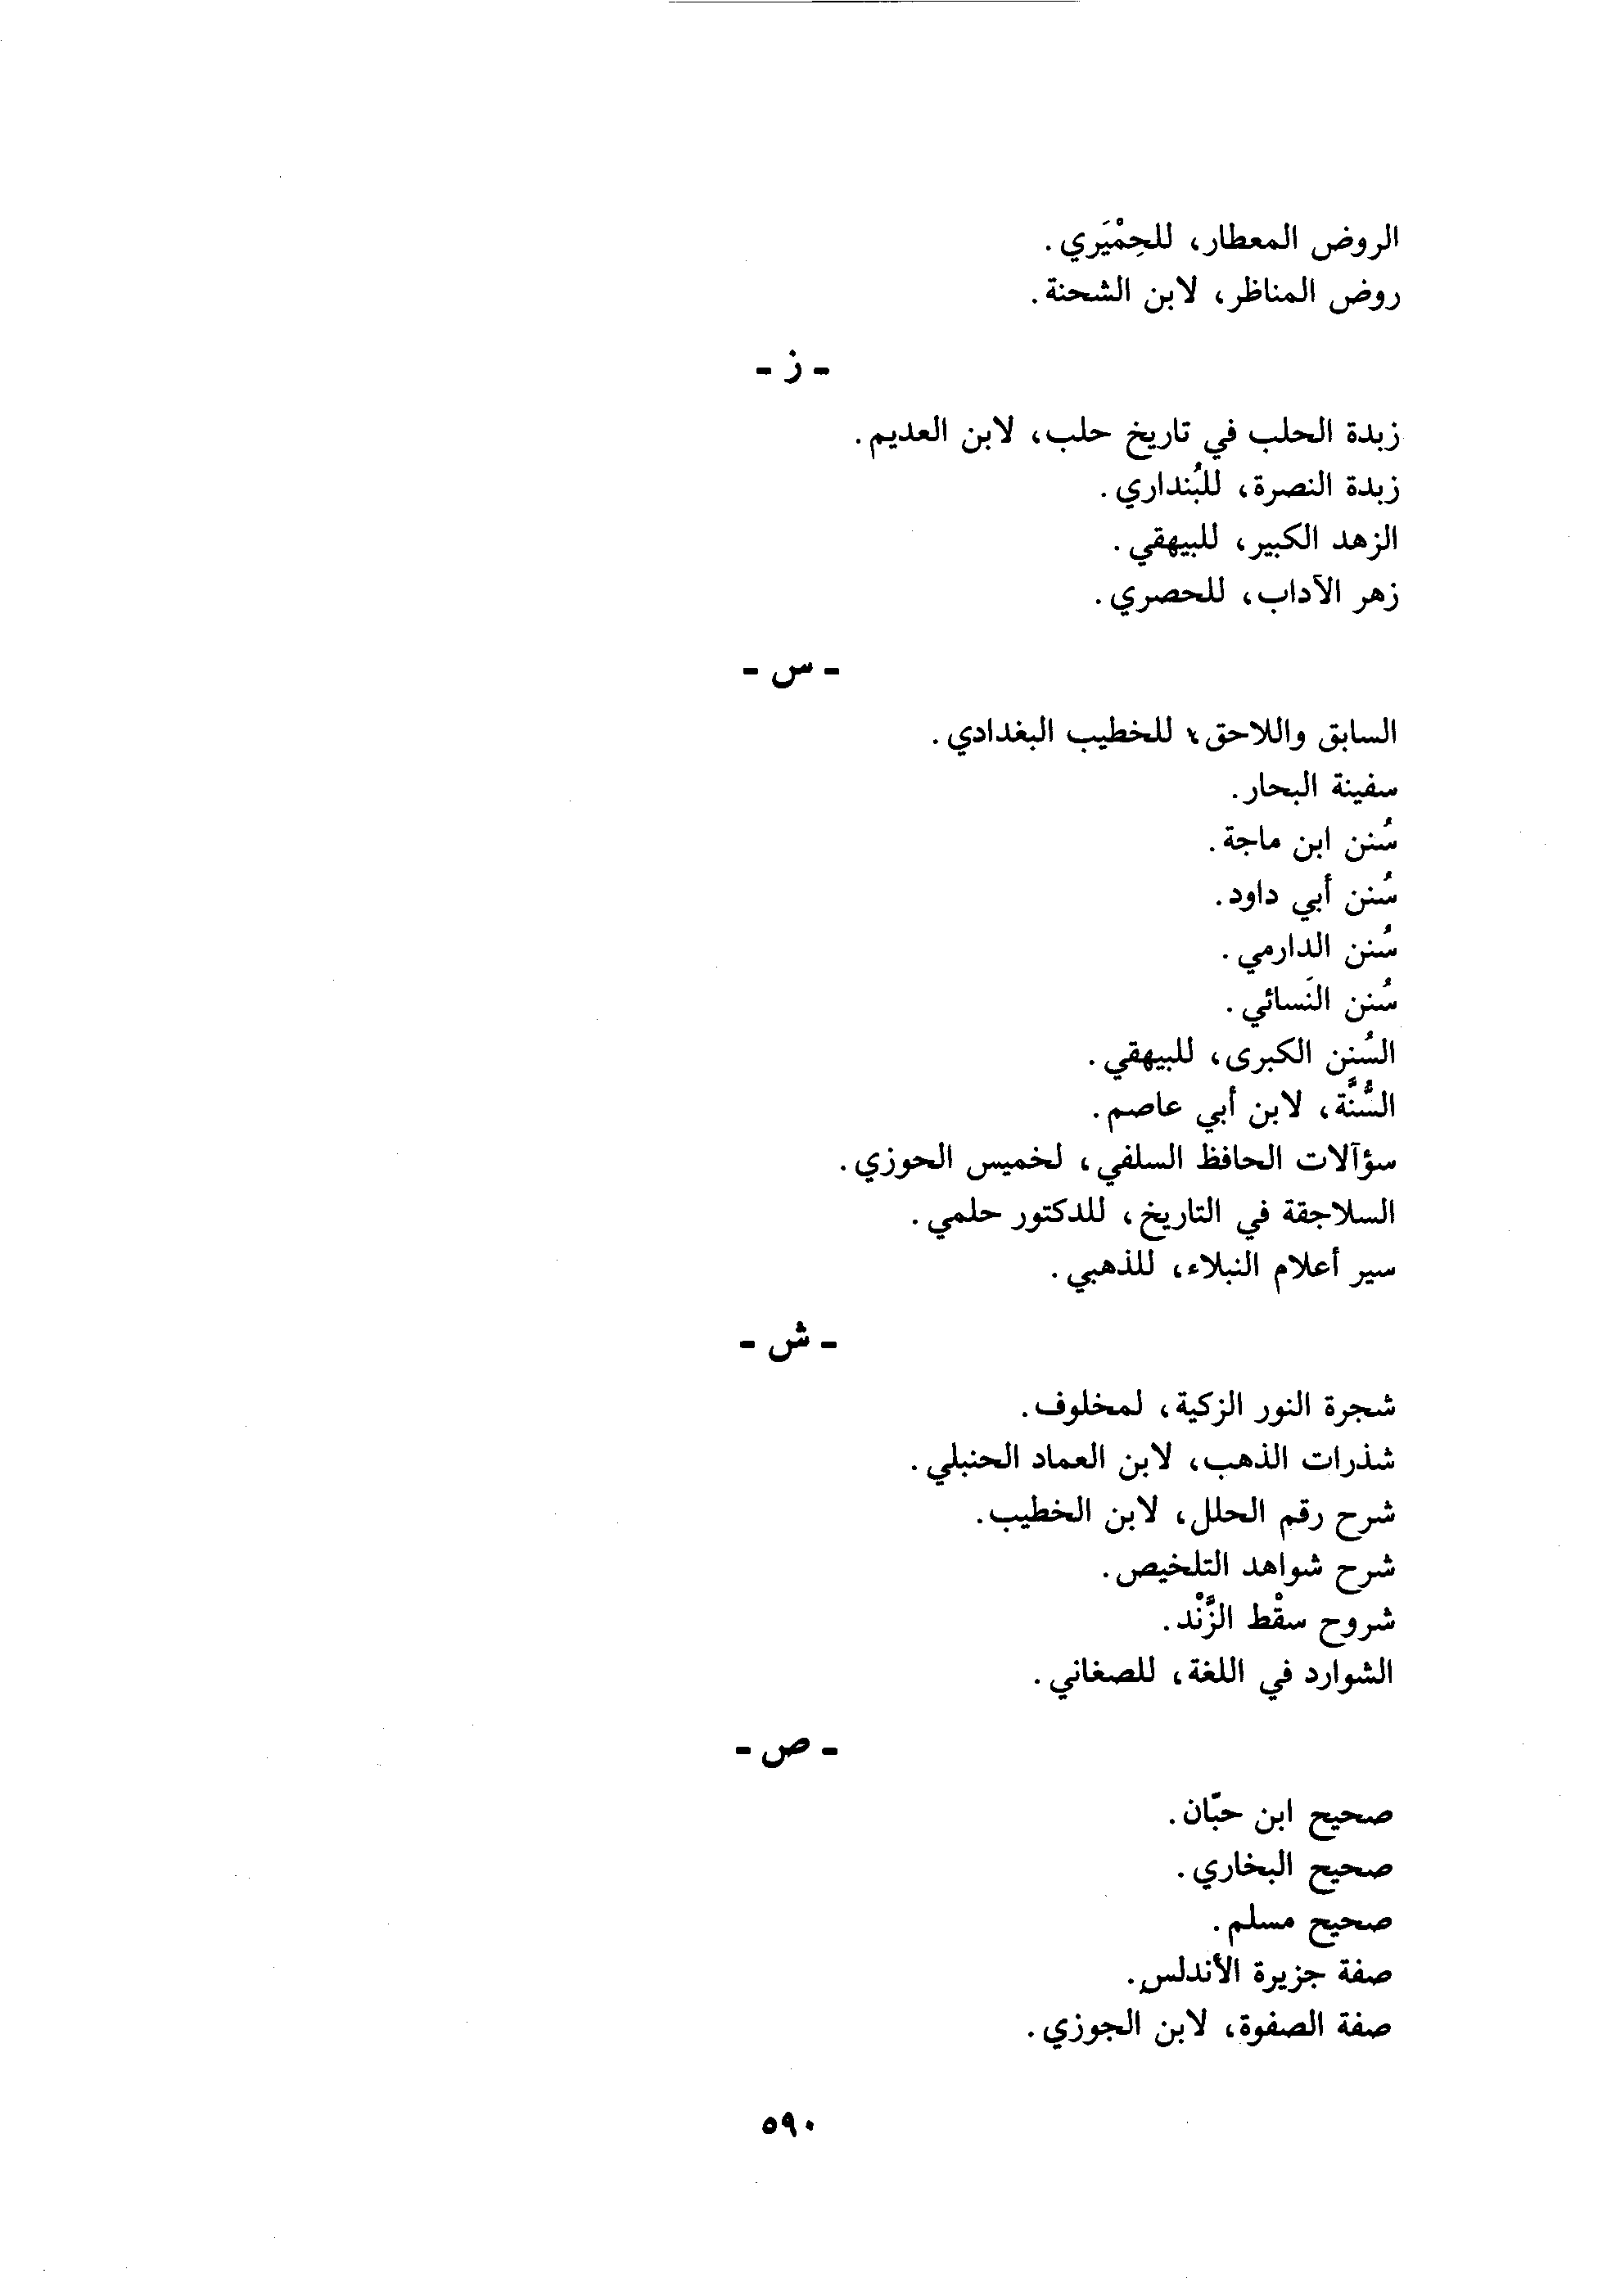 الروض المعطار، للحِمْيَري.
روض المناظر، لابن الشحنة.
- ز -
زبدة الحلب في تاريخ حلب، لابن العديم.
زبدة النصرة، للبُنداري.
الزهد الكبير، للبيهقي.
زهر الآداب، للحصري.
- س -
السابق واللاحق، للخطيب البغدادي.
سفينة البحار.
سُنن ابن ماجة.
سُنن أبي داود.
سُنن الدارمي.
سُنن النَسائي.
السُنن الكبرى، للبيهقي.
السُّنَّة، لابن أبي عاصم.
سؤآلات الحافظ السلفي، لخميس الحوزي.
السلاجقة في التاريخ، للدكتور حلمي.
سير أعلام النبلاء، للذهبي.
- ش -
شجرة النور الزكية، لمخلوف.
شذرات الذهب، لابن العماد الحنبلي.
شرح رقم الحلل، لابن الخطيب.
شرح شواهد التلخيص.
شروح سقْط الزَّنْد.
الشوارد في اللغة، للصغاني.
- ص -
صحيح ابن حبّان.
صحيح البخاري.
صحيح مسلم.
صفة جزيرة الأندلس.
صفة الصفوة، لابن الجوزي.
٥٩٠